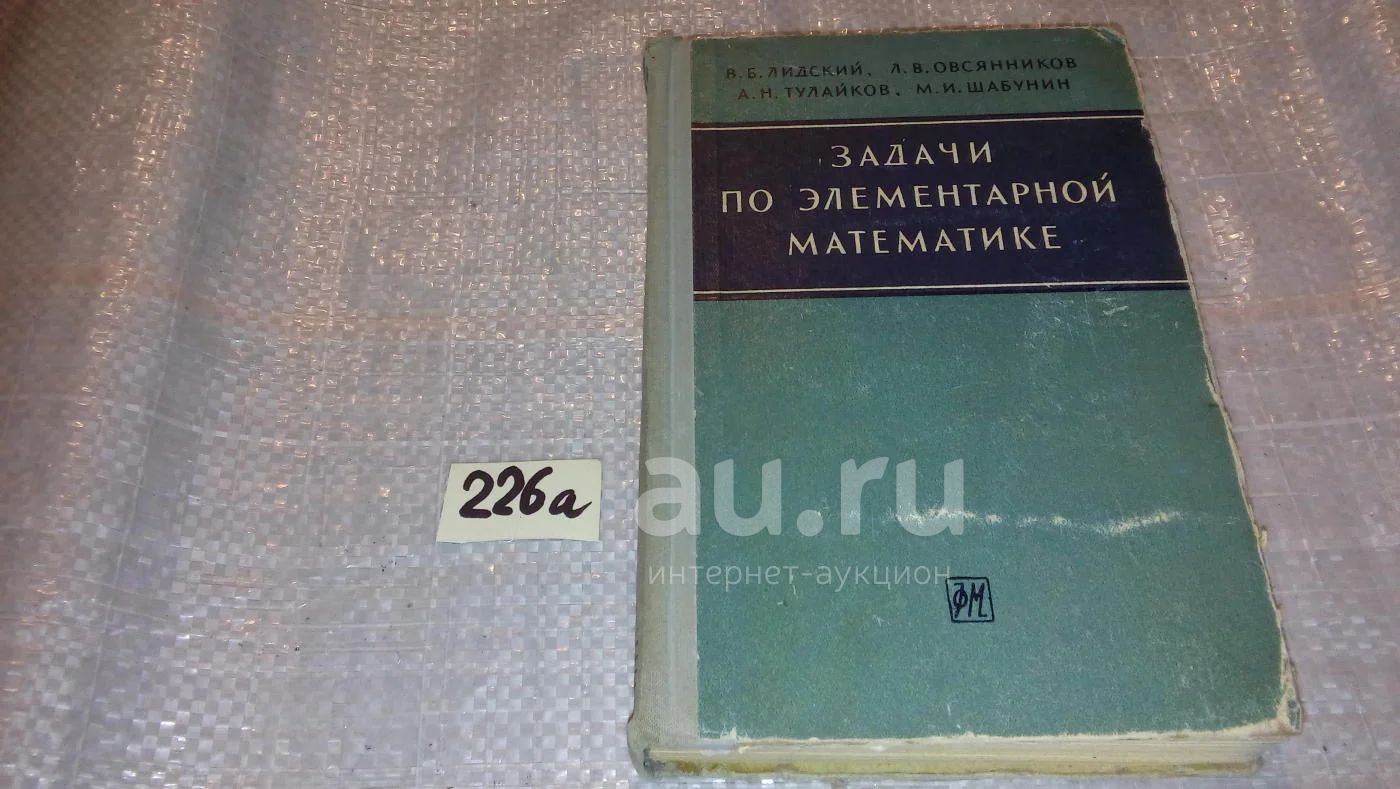 В.Б.ЛИДСКИЙ, Л.В.ОВСЯННИКОВ
А.Н.ТУЛАЙКОВ, М.И.ШАБУНИН
ЗАДАЧИ
ПО ЭЛЕМЕНТАРНОЙ
МАТЕМАТИКЕ
226а
au.ru
интернет-аукцион
ФМ